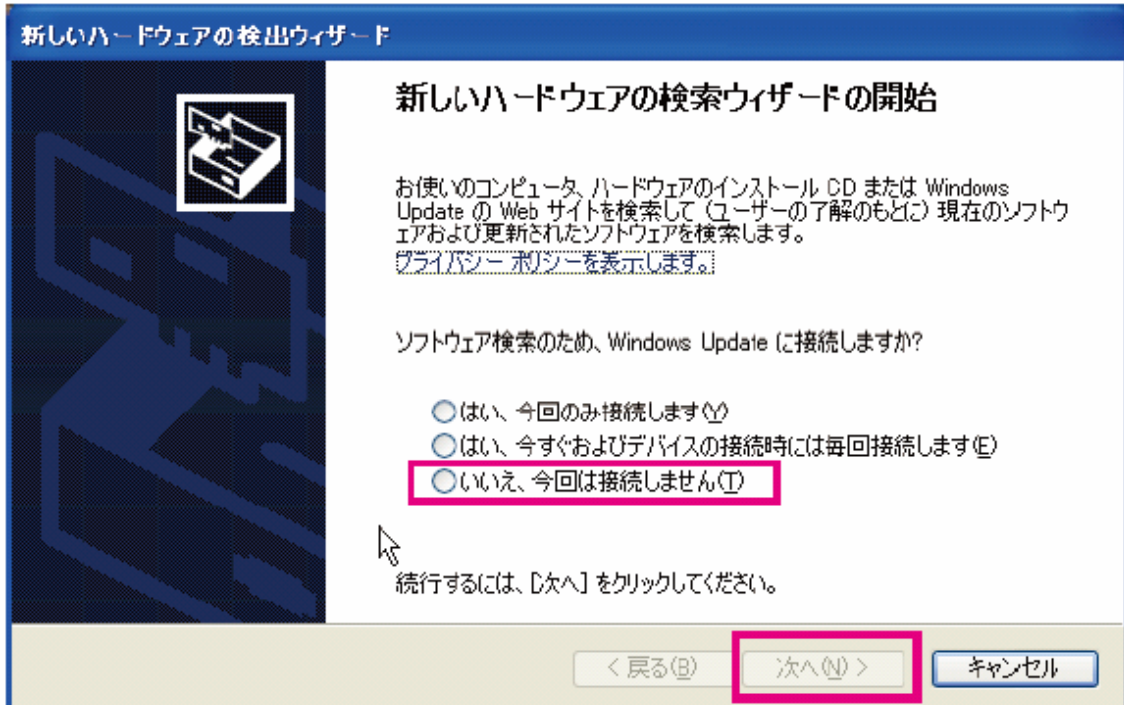 新しいハードウェアの検出ウィザード
新しいハードウェアの検索ウィザードの開始
お使いのコンピュータ、ハードウェアのインストール CD または Windows
Update の Web サイトを検索して (ユーザーの了解のもとに) 現在のソフトウ
ェアおよび更新されたソフトウェアを検索します。
プライバシー ポリシーを表示します。
ソフトウェア検索のため、Windows Update に接続しますか?
はい、今回のみ接続します(Y)
はい、今すぐおよびデバイスの接続時には毎回接続します(E)
いいえ、今回は接続しません(T)
続行するには、[次へ] をクリックしてください。
< 戻る(B) 次へ(N) > キャンセル